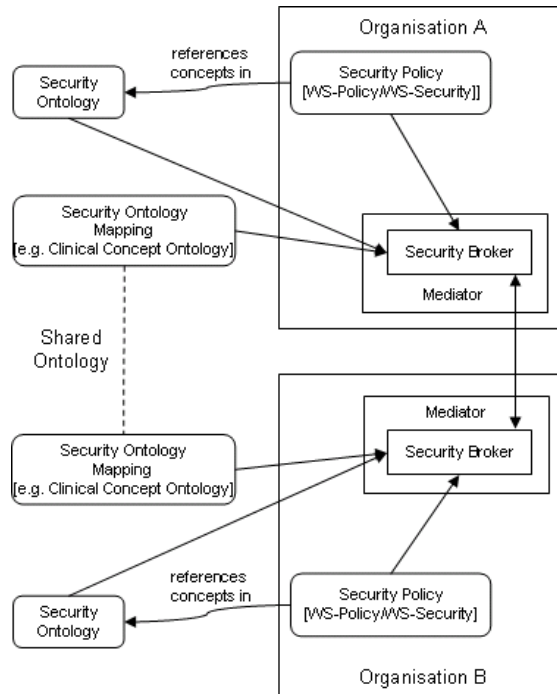 Organisation A
references
concepts in
Security
Ontology
Security Policy
[WS-Policy/WS-Security]]
Security Ontology
Mapping
[e.g. Clinical Concept Ontology]
Security Broker
Mediator
Shared
Ontology
Mediator
Security Broker
Security Ontology
Mapping
[e.g. Clinical Concept Ontology]
references
concepts in
Security
Ontology
Security Policy
[WS-Policy/WS-Security]
Organisation B